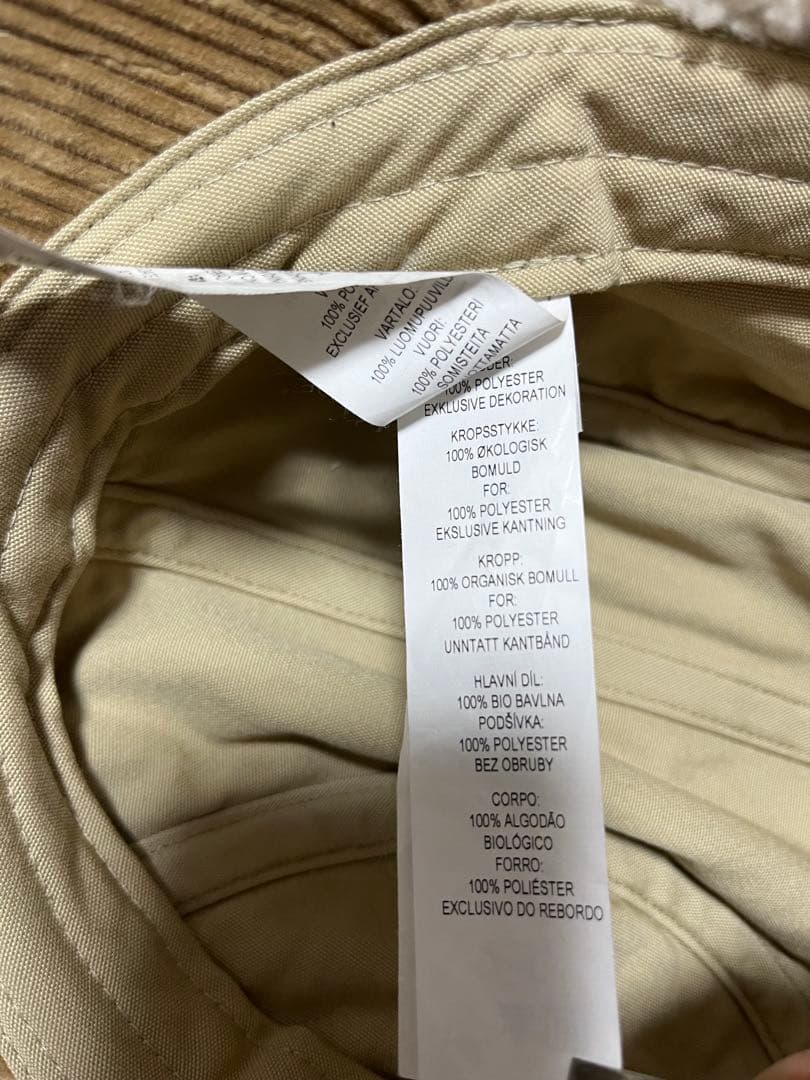 100% PO
EXCLUSIEF A
VARTALO:
100% LUOMUPUUVILL
VUORI:
100% POLYESTERI
SOMISTEITA
TTAMATTA
100% POLYESTER
EXKLUSIVE DEKORATION
KROPSSTYKKE:
100% ØKOLOGISK
BOMULD
FOR:
100% POLYESTER
EKSLUSIVE KANTNING
KROPP:
100% ORGANISK BOMULL
FOR:
100% POLYESTER
UNNTATT KANTBÅND
HLAVNÍ DÍL:
100% BIO BAVLNA
PODŠÍVKA:
100% POLYESTER
BEZ OBRUBY
CORPO:
100% ALGODÃO
BIOLÓGICO
FORRO:
100% POLIÉSTER
EXCLUSIVO DO REBORDO